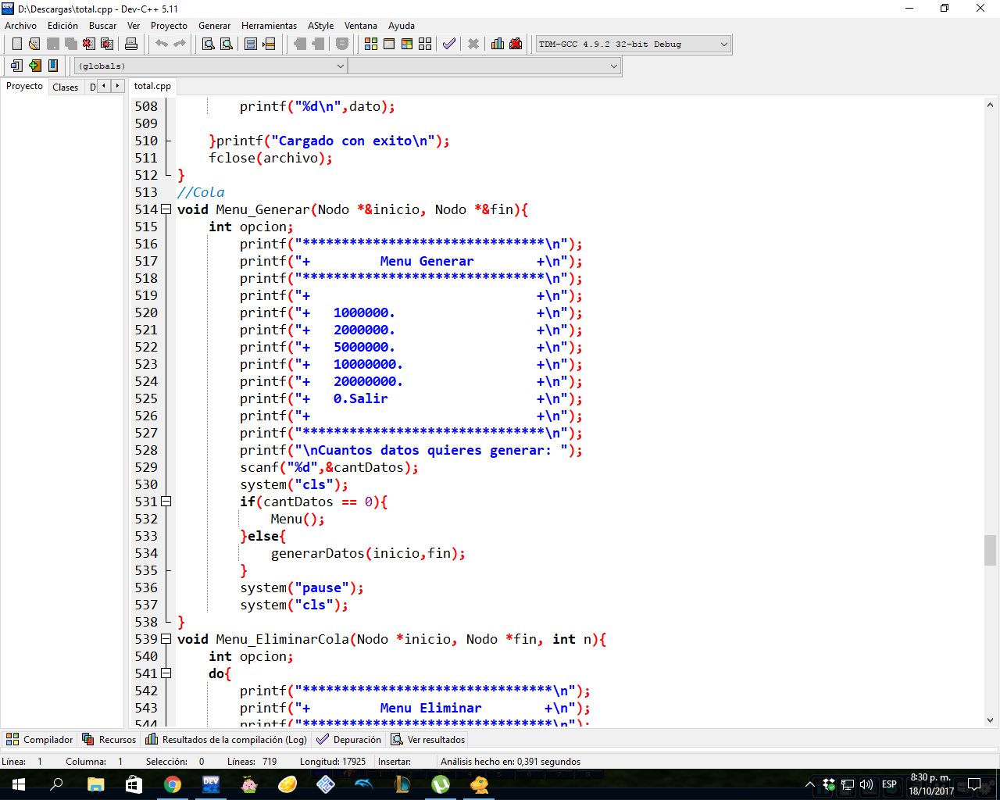 D:\Descargas\total.cpp - Dev-C++ 5.11
Archivo Edición Buscar Ver Proyecto Generar Herramientas AStyle Ventana Ayuda
TDM-GCC 4.9.2 32-bit Debug
(globals)
Proyecto Clases D
total.cpp
508 printf("%d\n",dato);
509
510 }printf("Cargado con exito\n");
511 fclose(archivo);
512 }
513 //Cola
514 void Menu_Generar(Nodo *&inicio, Nodo *&fin){
515 int opcion;
516 printf("*******************************\n");
517 printf("+         Menu Generar        +\n");
518 printf("*******************************\n");
519 printf("+                             +\n");
520 printf("+   1000000.                  +\n");
521 printf("+   2000000.                  +\n");
522 printf("+   5000000.                  +\n");
523 printf("+   10000000.                 +\n");
524 printf("+   20000000.                 +\n");
525 printf("+   0.Salir                   +\n");
526 printf("+                             +\n");
527 printf("*******************************\n");
528 printf("\nCuantos datos quieres generar: ");
529 scanf("%d",&cantDatos);
530 system("cls");
531 if(cantDatos == 0){
532 Menu();
533 }else{
534 generarDatos(inicio,fin);
535 }
536 system("pause");
537 system("cls");
538 }
539 void Menu_EliminarCola(Nodo *inicio, Nodo *fin, int n){
540 int opcion;
541 do{
542 printf("********************************\n");
543 printf("+         Menu Eliminar        +\n");
544 printf("********************************\n");
Compilador Recursos Resultados de la compilación (Log) Depuración Ver resultados
Línea: 1 Columna: 1 Selección: 0 Líneas: 719 Longitud: 17925 Insertar: Análisis hecho en: 0,391 segundos
DEV
ESP
8:30 p. m.
18/10/2017